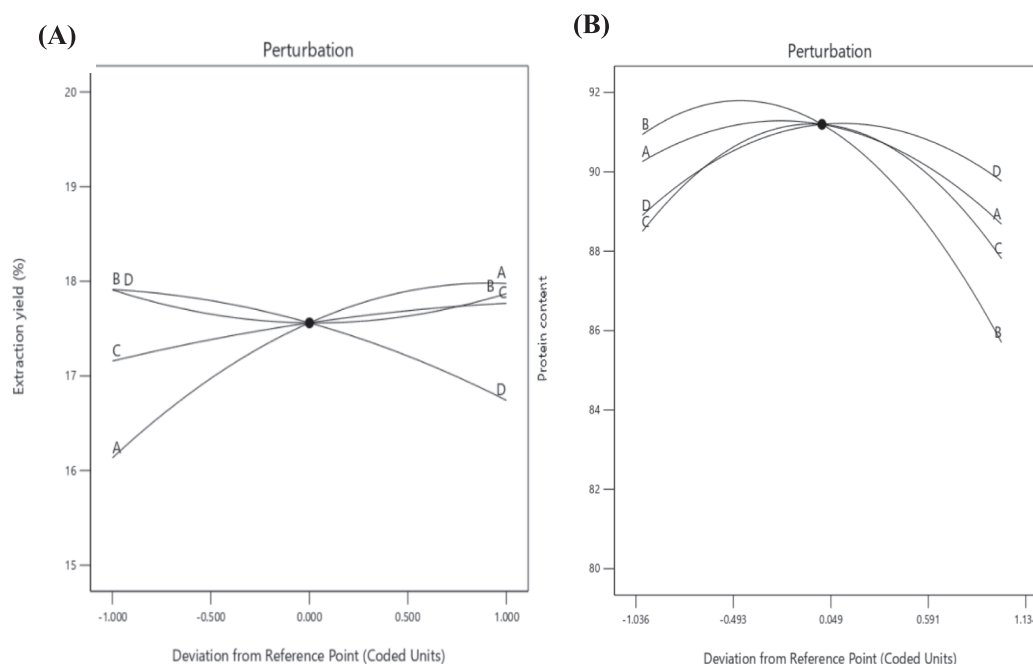 (A)
Perturbation
Extraction yield (%)
20
19
18
17
16
15
B D
C
A
A
B
C
D
-1.000
-0.500
0.000
0.500
1.000
Deviation from Reference Point (Coded Units)
(B)
Perturbation
Protein content
92
90
88
86
84
82
80
B
A
D
C
D
A
C
B
-1.036
-0.493
0.049
0.591
1.13
Deviation from Reference Point (Coded Units)